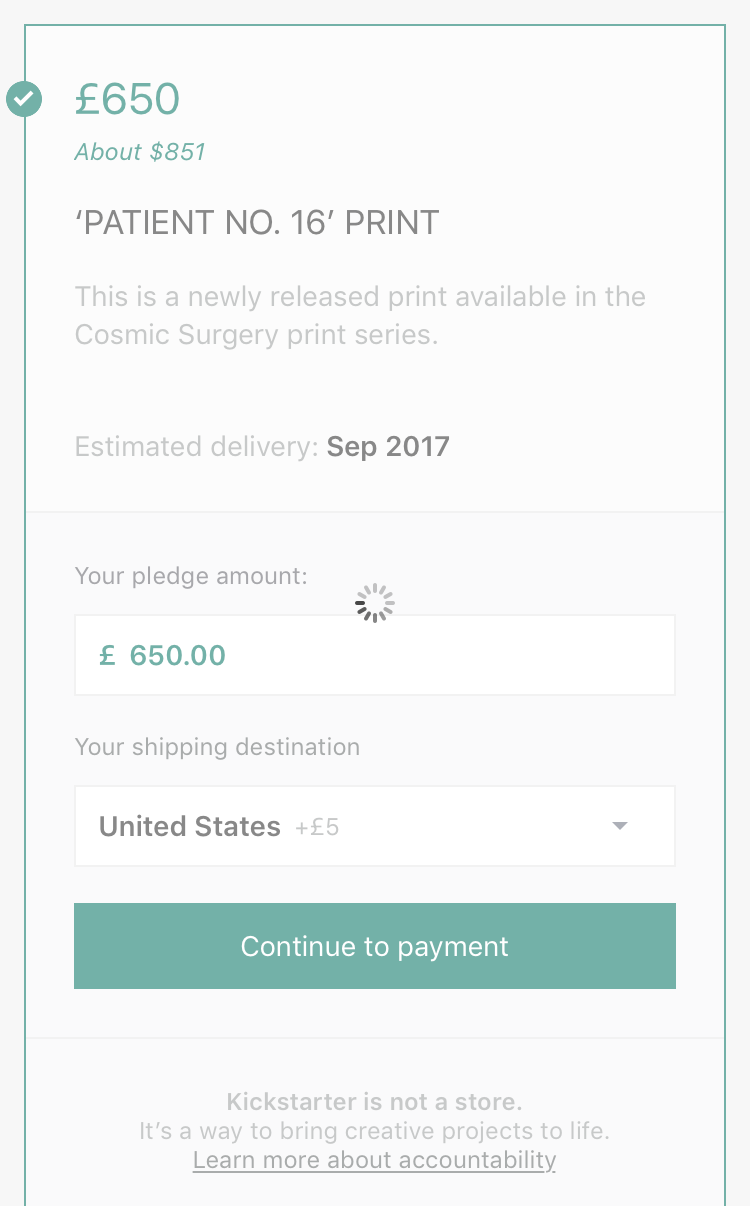 £650
About $851
‘PATIENT NO. 16’ PRINT
This is a newly released print available in the
Cosmic Surgery print series.
Estimated delivery: Sep 2017
Your pledge amount:
£ 650.00
Your shipping destination
United States +£5
Continue to payment
Kickstarter is not a store.
It’s a way to bring creative projects to life.
Learn more about accountability